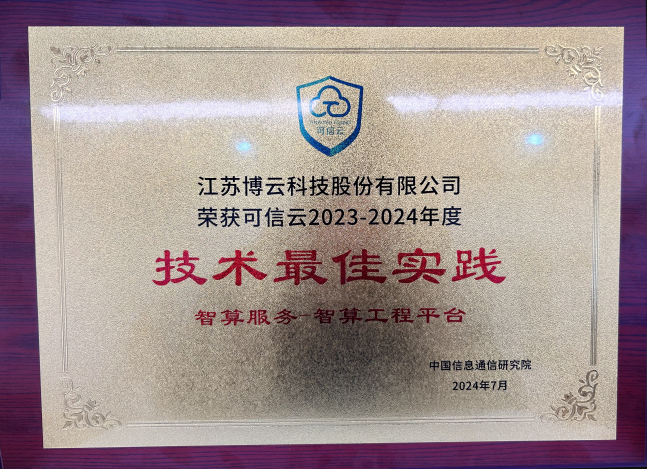 可信云
江苏博云科技股份有限公司
荣获可信云2023-2024年度
技术最佳实践
智算服务-智算工程平台
中国信息通信研究院
2024年7月